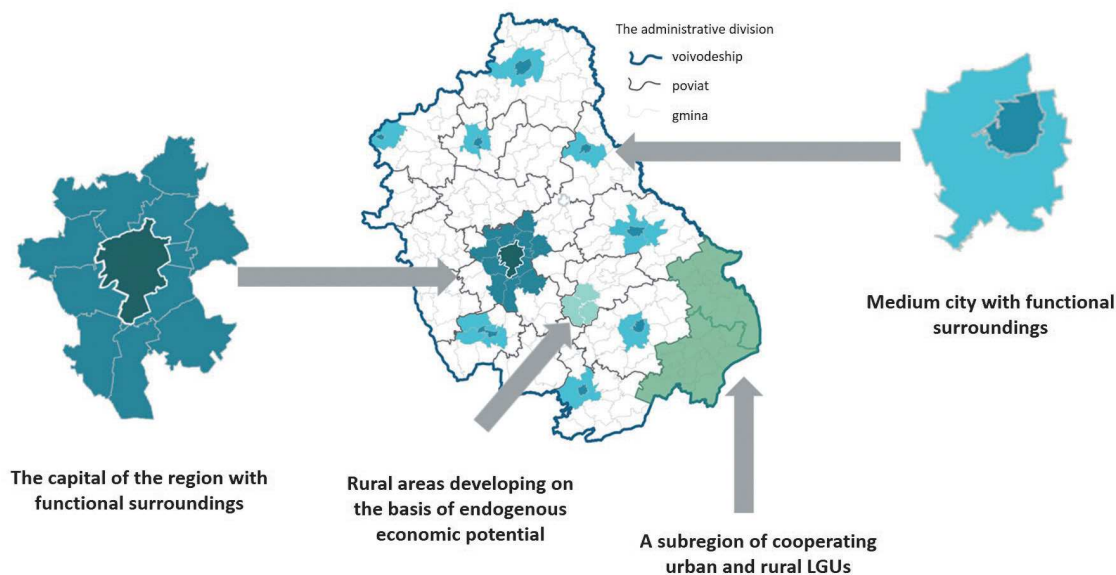 The administrative division
voivodeship
poviat
gmina
Medium city with functional
surroundings
The capital of the region with
functional surroundings
Rural areas developing on
the basis of endogenous
economic potential
A subregion of cooperating
urban and rural LGUs